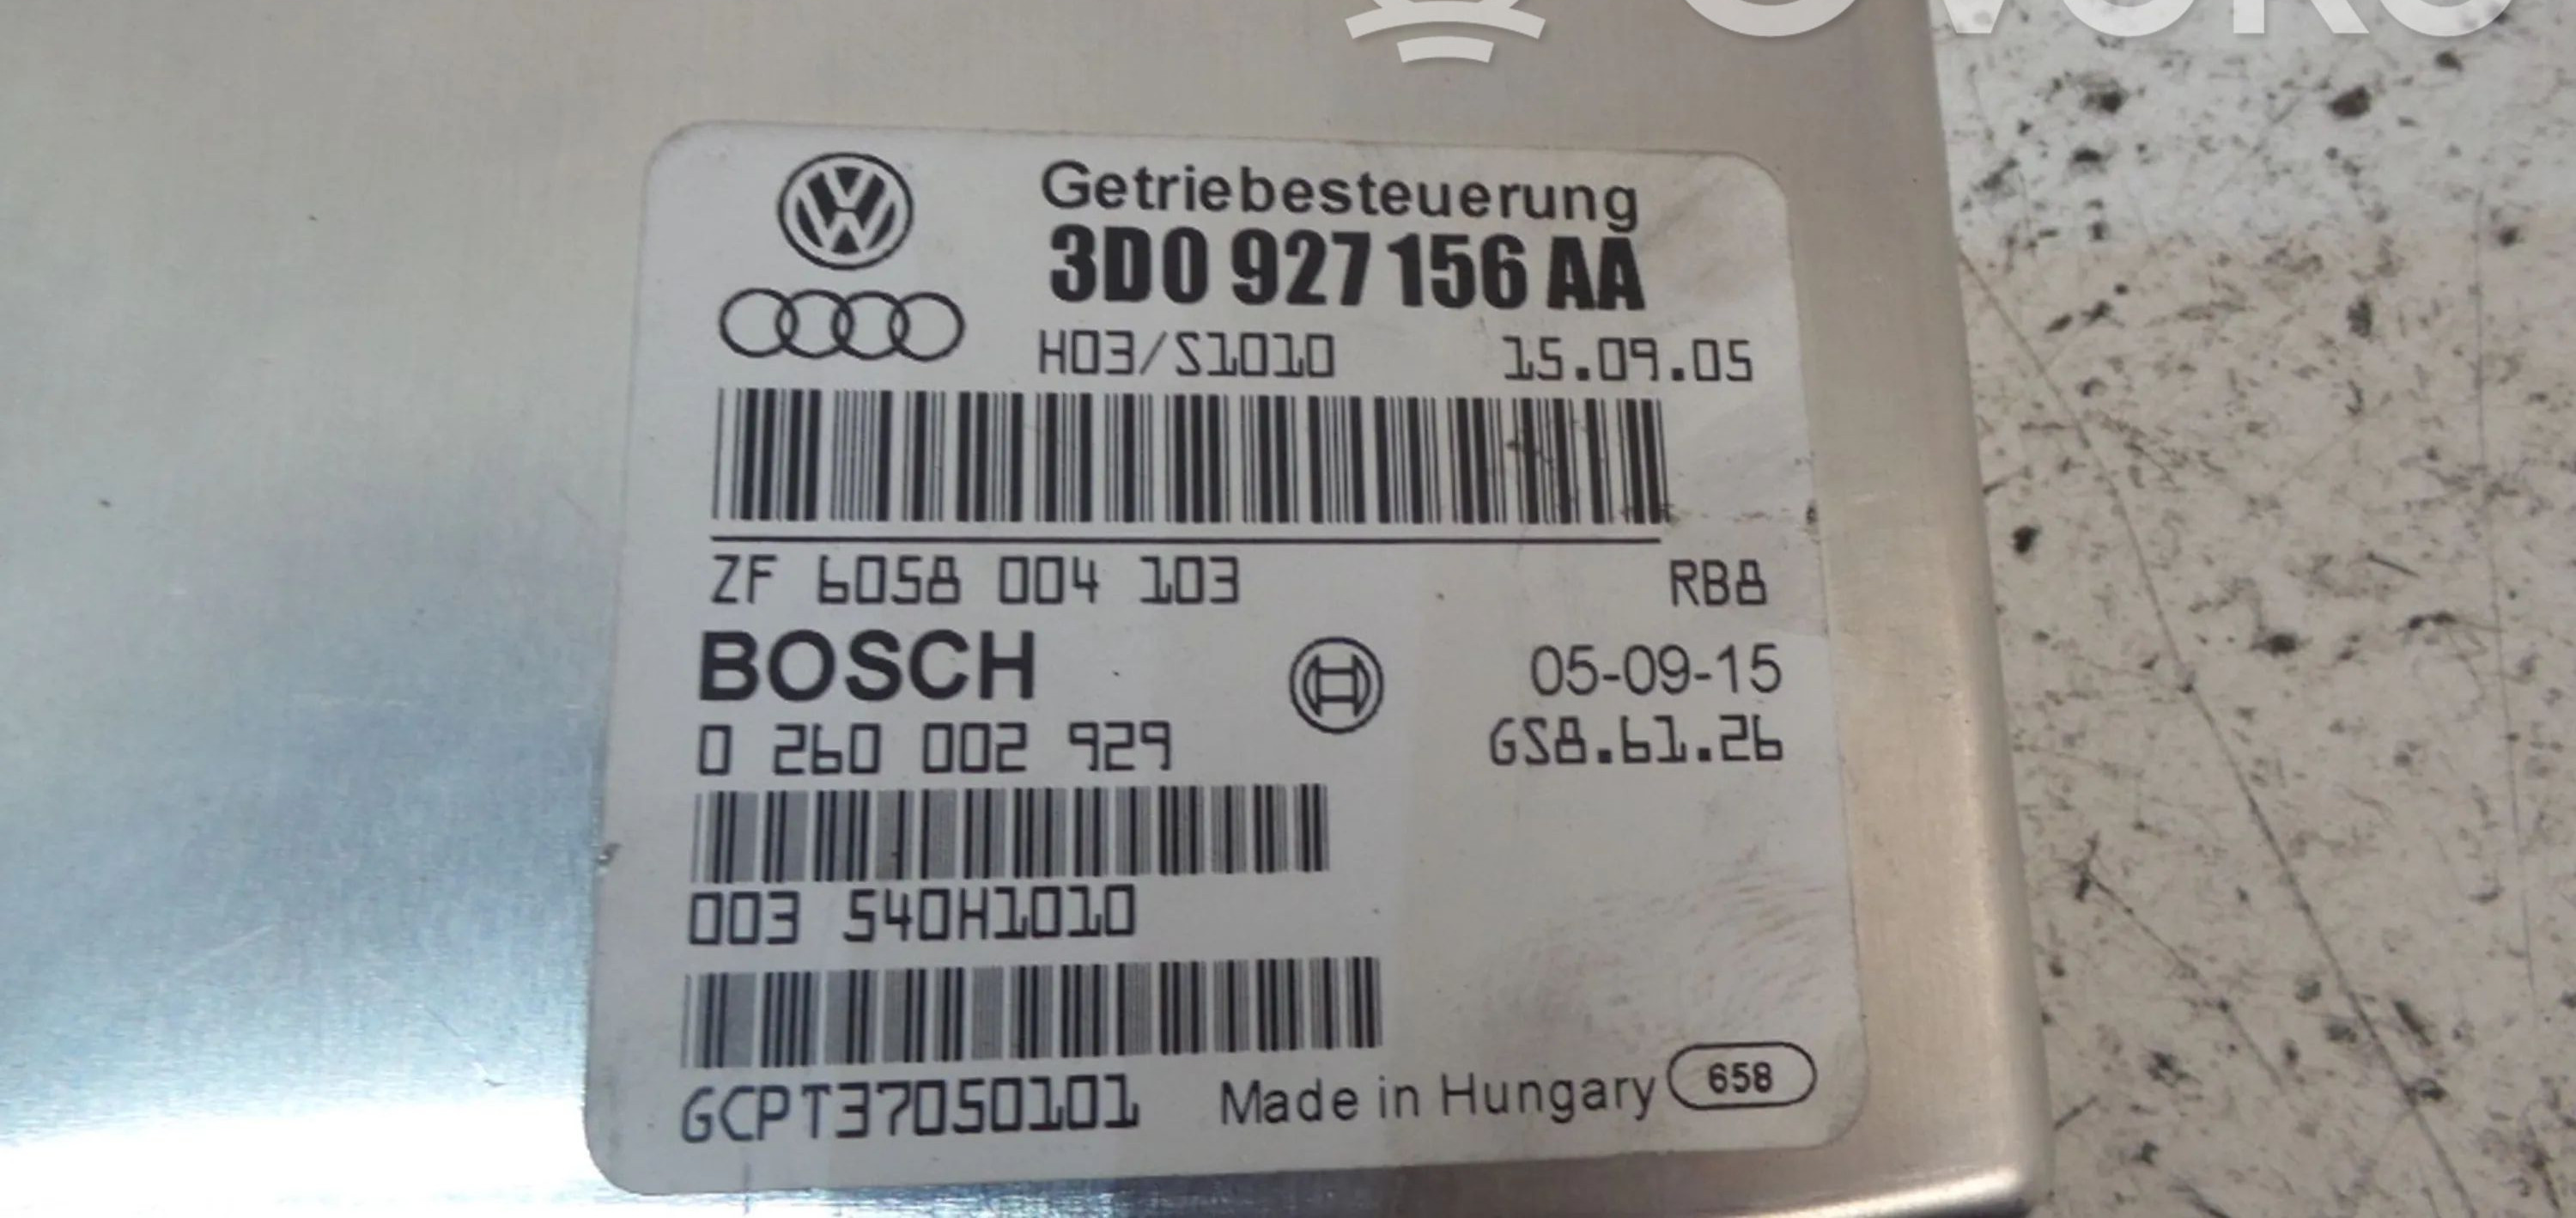 Getriebesteuerung
3D0 927 156 AA
H03/S1010 15.09.05
ZF 6058 004 103 RB8
BOSCH 05-09-15
0 260 002 929 GS8.61.26
003 S40H1010
GCPT37050101 Made in Hungary 658